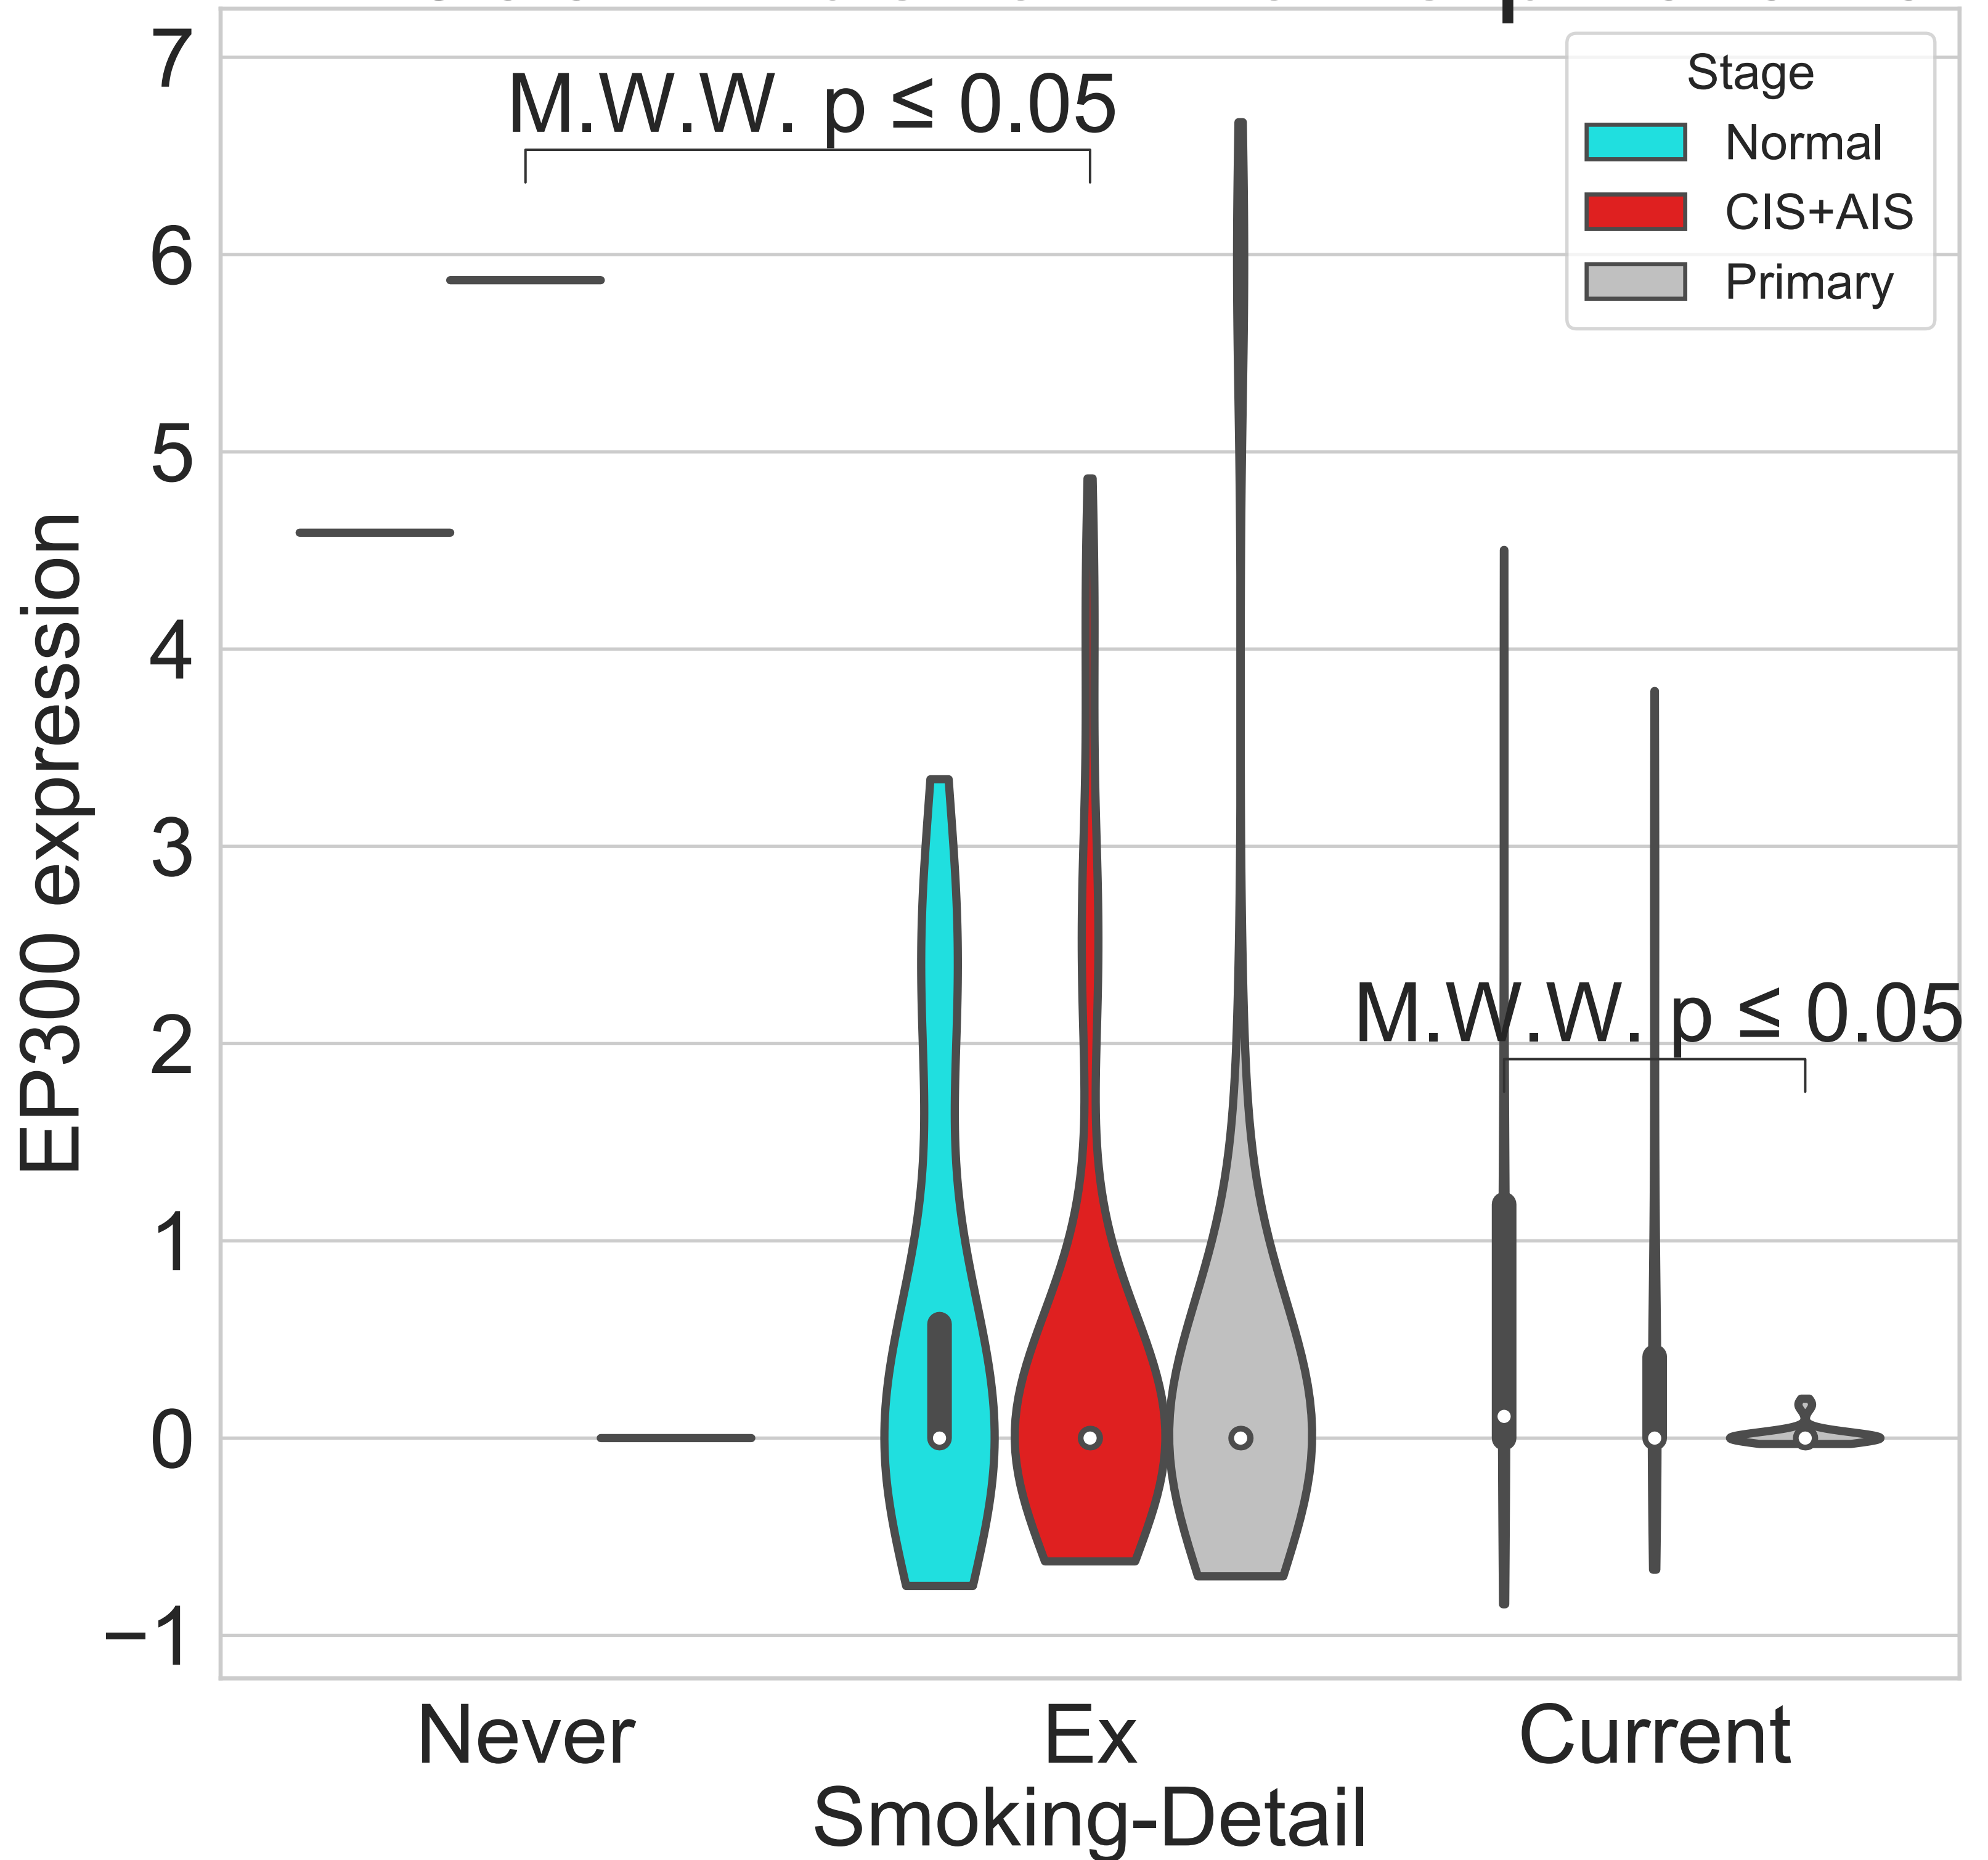 7
6
5
4
3
2
1
0
−1
EP300 expression
M.W.W. p ≤ 0.05
Stage
Normal
CIS+AIS
Primary
M.W.W. p ≤ 0.05
Never
Ex
Current
Smoking-Detail